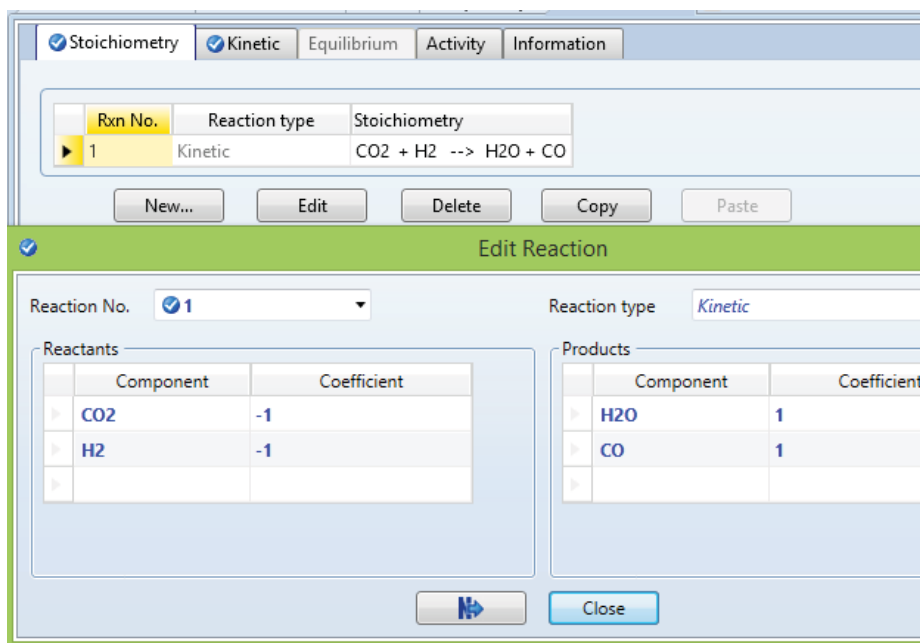 Stoichiometry Kinetic Equilibrium Activity Information
Rxn No. Reaction type Stoichiometry
1 Kinetic CO2 + H2 --> H2O + CO
New... Edit Delete Copy Paste
Edit Reaction
Reaction No. 1 Reaction type Kinetic
Reactants Products
Component Coefficient Component Coefficient
CO2 -1 H2O 1
H2 -1 CO 1
N Close